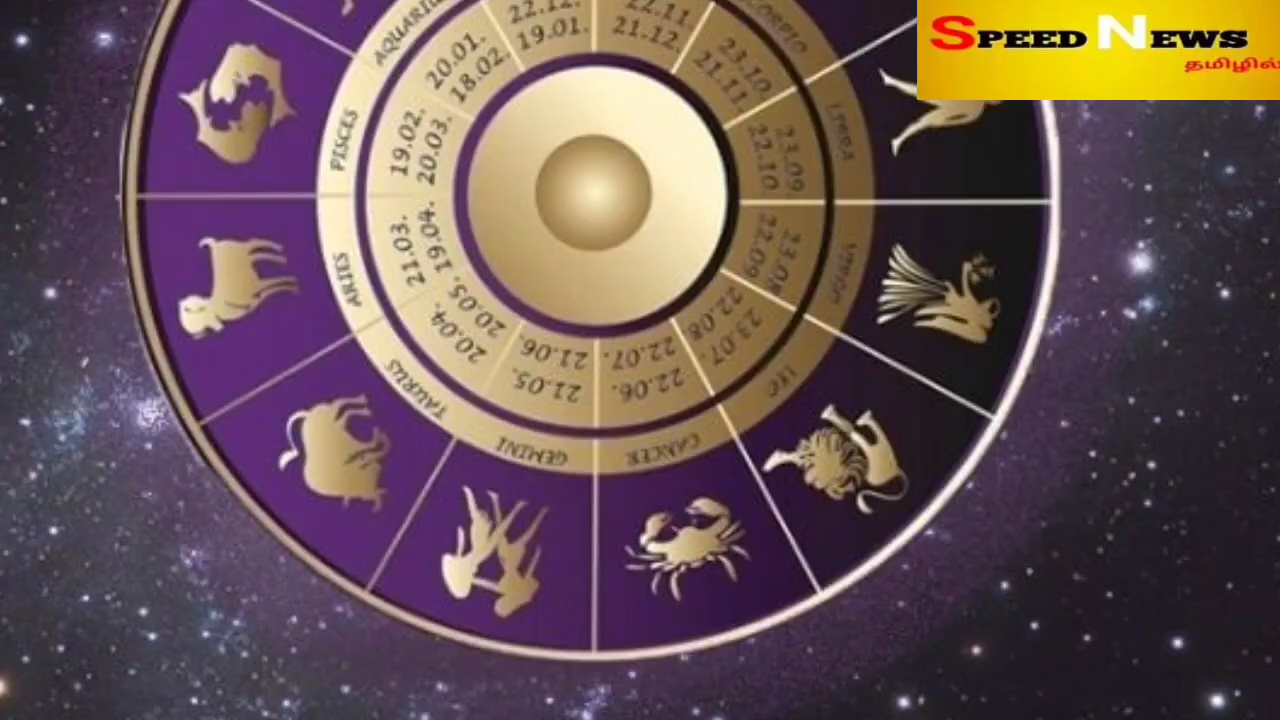 SPEED NEWS
தமிழில்
AQUARIUS
22.12.
19.01.
22.11.
21.12.
SCORPIO
20.01.
18.02.
23.10.
21.11.
PISCES
19.02.
20.03.
LIBRA
23.09
22.10
ARIES
21.03.
19.04.
VIRGO
23.08
22.09
TAURUS
20.04.
20.05.
GEMINI
21.05.
21.06.
CANCER
22.06.
22.07.
LEO
23.07.
22.08.